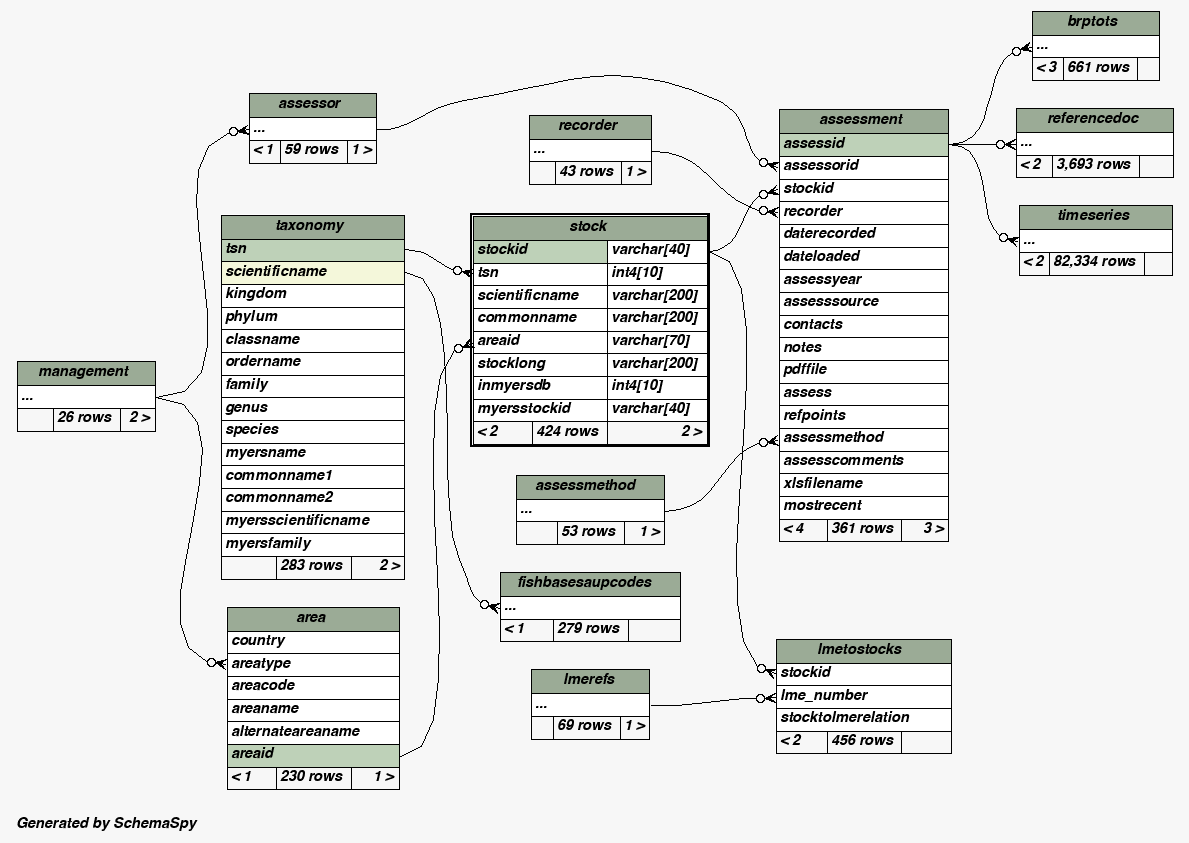 brptots
...
< 3 661 rows
assessor
...
< 1 59 rows 1 >
recorder
...
43 rows 1 >
assessment
assessid
assessorid
stockid
recorder
daterecorded
dateloaded
assessyear
assesssource
contacts
notes
pdffile
assess
refpoints
assessmethod
assesscomments
xlsfilename
mostrecent
< 4 361 rows 3 >
referencedoc
...
< 2 3,693 rows
timeseries
...
< 2 82,334 rows
taxonomy
tsn
scientificname
kingdom
phylum
classname
ordername
family
genus
species
myersname
commonname1
commonname2
myersscientificname
myersfamily
283 rows 2 >
stock
stockid varchar[40]
tsn int4[10]
scientificname varchar[200]
commonname varchar[200]
areaid varchar[70]
stocklong varchar[200]
inmyersdb int4[10]
myersstockid varchar[40]
< 2 424 rows 2 >
management
...
26 rows 2 >
assessmethod
...
53 rows 1 >
fishbasesaupcodes
...
< 1 279 rows
area
country
areatype
areacode
areaname
alternateareaname
areaid
< 1 230 rows 1 >
lmerefs
...
69 rows 1 >
lmetostocks
stockid
lme_number
stocktolmerelation
< 2 456 rows
Generated by SchemaSpy